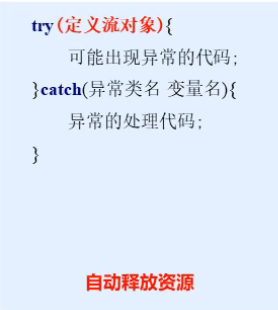 try(定义流对象){
可能出现异常的代码;
}catch(异常类名 变量名){
异常的处理代码;
}
自动释放资源